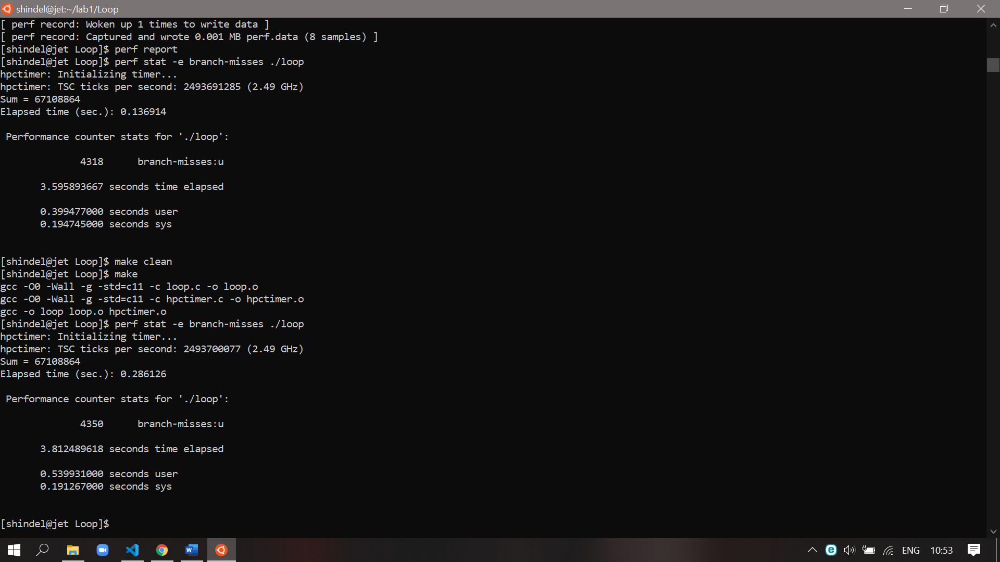 shindel@jet:~/lab1/Loop
[ perf record: Woken up 1 times to write data ]
[ perf record: Captured and wrote 0.001 MB perf.data (8 samples) ]
[shindel@jet Loop]$ perf report
[shindel@jet Loop]$ perf stat -e branch-misses ./loop
hpctimer: Initializing timer...
hpctimer: TSC ticks per second: 2493691285 (2.49 GHz)
Sum = 67108864
Elapsed time (sec.): 0.136914
Performance counter stats for './loop':
4318 branch-misses:u
3.595893667 seconds time elapsed
0.399477000 seconds user
0.194745000 seconds sys
[shindel@jet Loop]$ make clean
[shindel@jet Loop]$ make
gcc -O0 -Wall -g -std=c11 -c loop.c -o loop.o
gcc -O0 -Wall -g -std=c11 -c hpctimer.c -o hpctimer.o
gcc -o loop loop.o hpctimer.o
[shindel@jet Loop]$ perf stat -e branch-misses ./loop
hpctimer: Initializing timer...
hpctimer: TSC ticks per second: 2493700077 (2.49 GHz)
Sum = 67108864
Elapsed time (sec.): 0.286126
Performance counter stats for './loop':
4350 branch-misses:u
3.812489618 seconds time elapsed
0.539931000 seconds user
0.191267000 seconds sys
[shindel@jet Loop]$
ENG 10:53